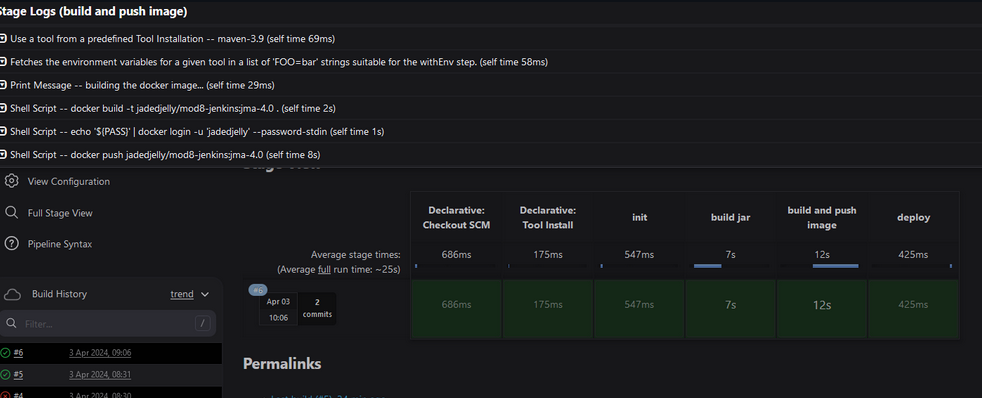 Stage Logs (build and push image)
Use a tool from a predefined Tool Installation -- maven-3.9 (self time 69ms)
Fetches the environment variables for a given tool in a list of 'FOO=bar' strings suitable for the withEnv step. (self time 58ms)
Print Message -- building the docker image... (self time 29ms)
Shell Script -- docker build -t jadedjelly/mod8-jenkins:jma-4.0 . (self time 2s)
Shell Script -- echo '${PASS}' | docker login -u 'jadedjelly' --password-stdin (self time 1s)
Shell Script -- docker push jadedjelly/mod8-jenkins:jma-4.0 (self time 8s)
View Configuration
Full Stage View
Pipeline Syntax
Build History trend
Filter... /
#6 3 Apr 2024, 09:06
#5 3 Apr 2024, 08:31
#4 3 Apr 2024, 08:30
Declarative: Declarative: build and push
Checkout SCM Tool Install init build jar image deploy
Average stage times: 686ms 175ms 547ms 7s 12s 425ms
(Average full run time: ~25s)
#6
Apr 03 2
10:06 commits
686ms 175ms 547ms 7s 12s 425ms
Permalinks